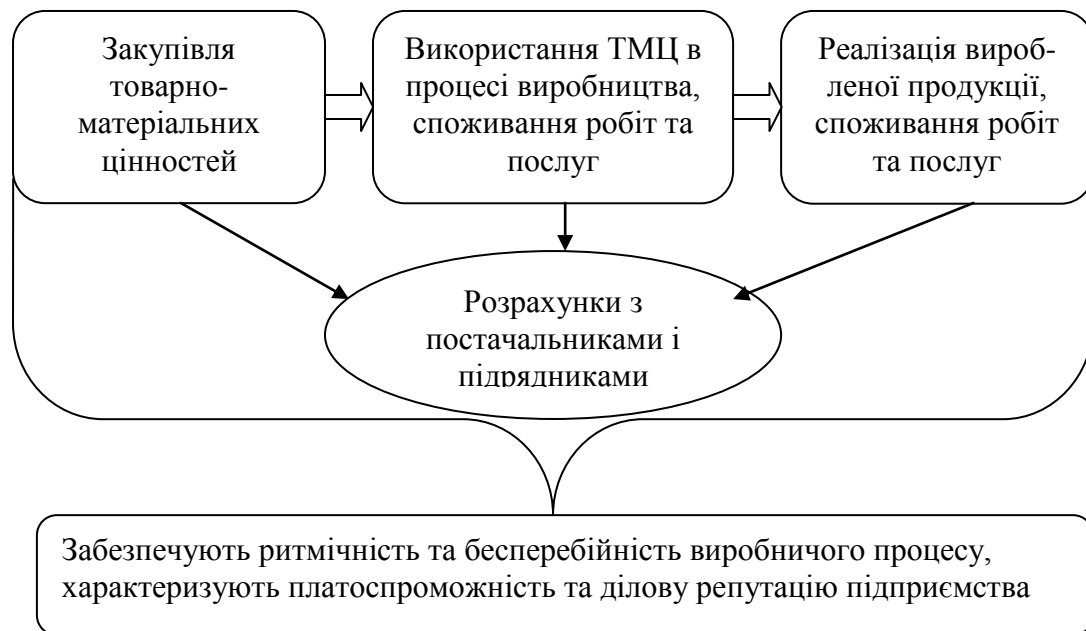 Закупівля
товарно-
матеріальних
цінностей
Використання ТМЦ в
процесі виробництва,
споживання робіт та
послуг
Реалізація вироб-
леної продукції,
споживання робіт
та послуг
Розрахунки з
постачальниками і
підрядниками
Забезпечують ритмічність та бесперебійність виробничого процесу,
характеризують платоспроможність та ділову репутацію підприємства